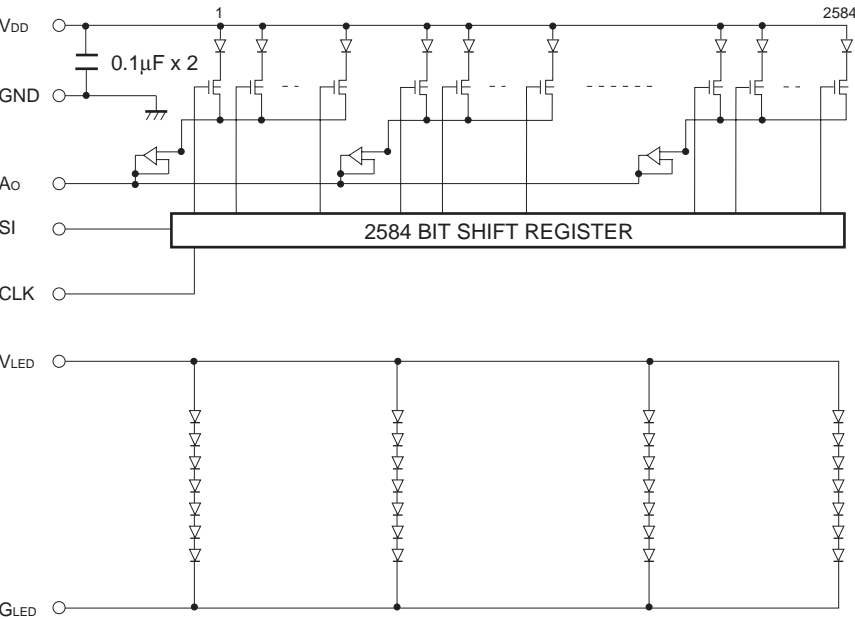 1 2584
VDD
0.1μF x 2
GND
AO
SI
2584 BIT SHIFT REGISTER
CLK
VLED
GLED